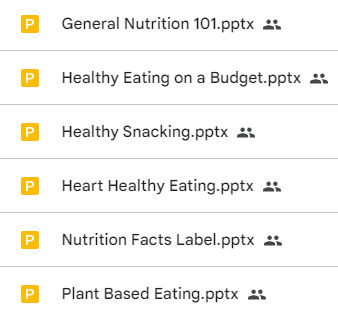 P General Nutrition 101.pptx
P Healthy Eating on a Budget.pptx
P Healthy Snacking.pptx
P Heart Healthy Eating.pptx
P Nutrition Facts Label.pptx
P Plant Based Eating.pptx